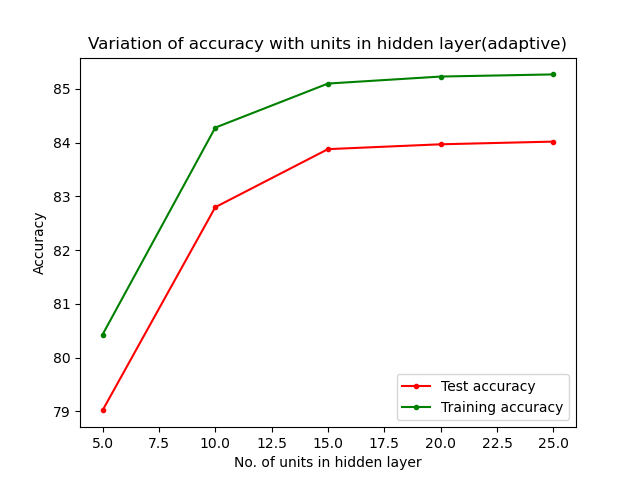 Variation of accuracy with units in hidden layer(adaptive)
85
84
83
82
81
80
79
Accuracy
Test accuracy
Training accuracy
5.0 7.5 10.0 12.5 15.0 17.5 20.0 22.5 25.0
No. of units in hidden layer